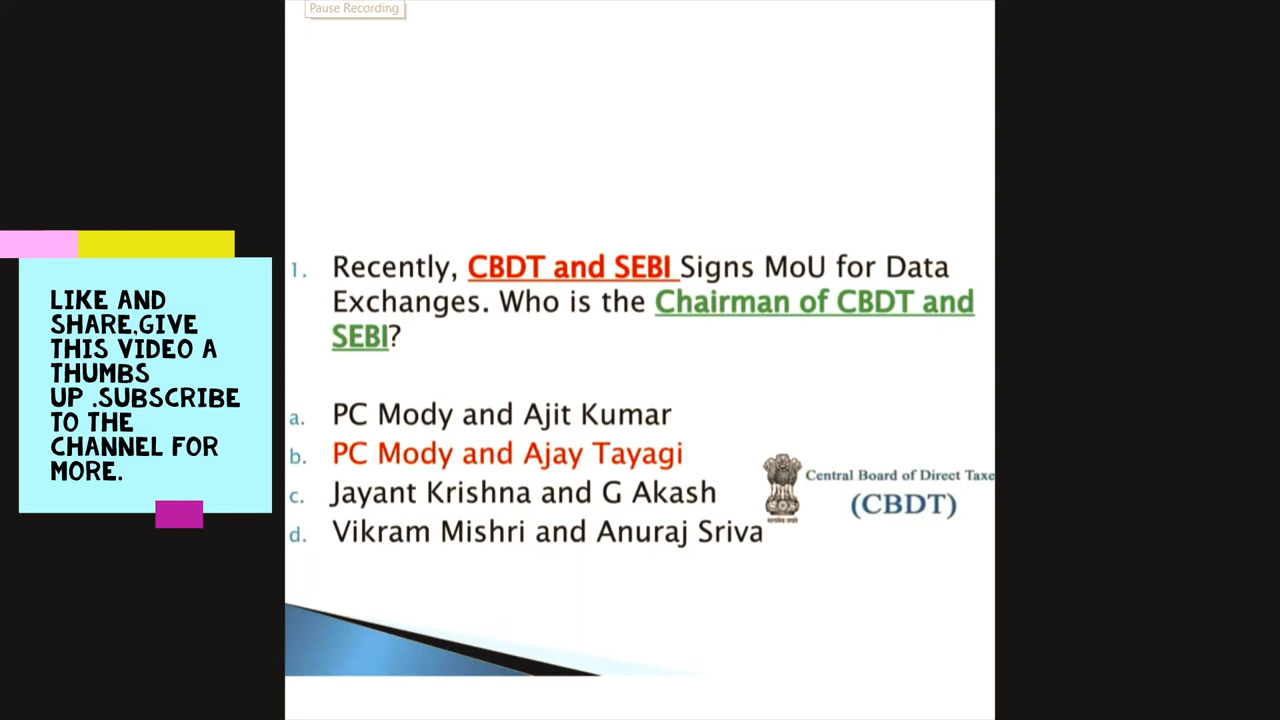 Pause Recording
LIKE AND
SHARE,GIVE
THIS VIDEO A
THUMBS
UP .SUBSCRIBE
TO THE
CHANNEL FOR
MORE.
1. Recently, CBDT and SEBI Signs MoU for Data
Exchanges. Who is the Chairman of CBDT and
SEBI?
a. PC Mody and Ajit Kumar
b. PC Mody and Ajay Tayagi
c. Jayant Krishna and G Akash
d. Vikram Mishri and Anuraj Sriva
Central Board of Direct Taxe
(CBDT)